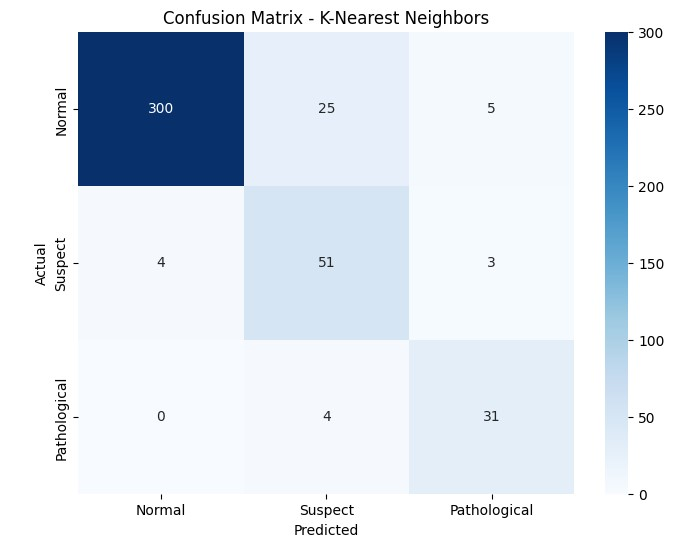 Confusion Matrix - K-Nearest Neighbors
Actual
Normal
300 25 5
Suspect
4 51 3
Pathological
0 4 31
Normal Suspect Pathological
Predicted
300
250
200
150
100
50
0